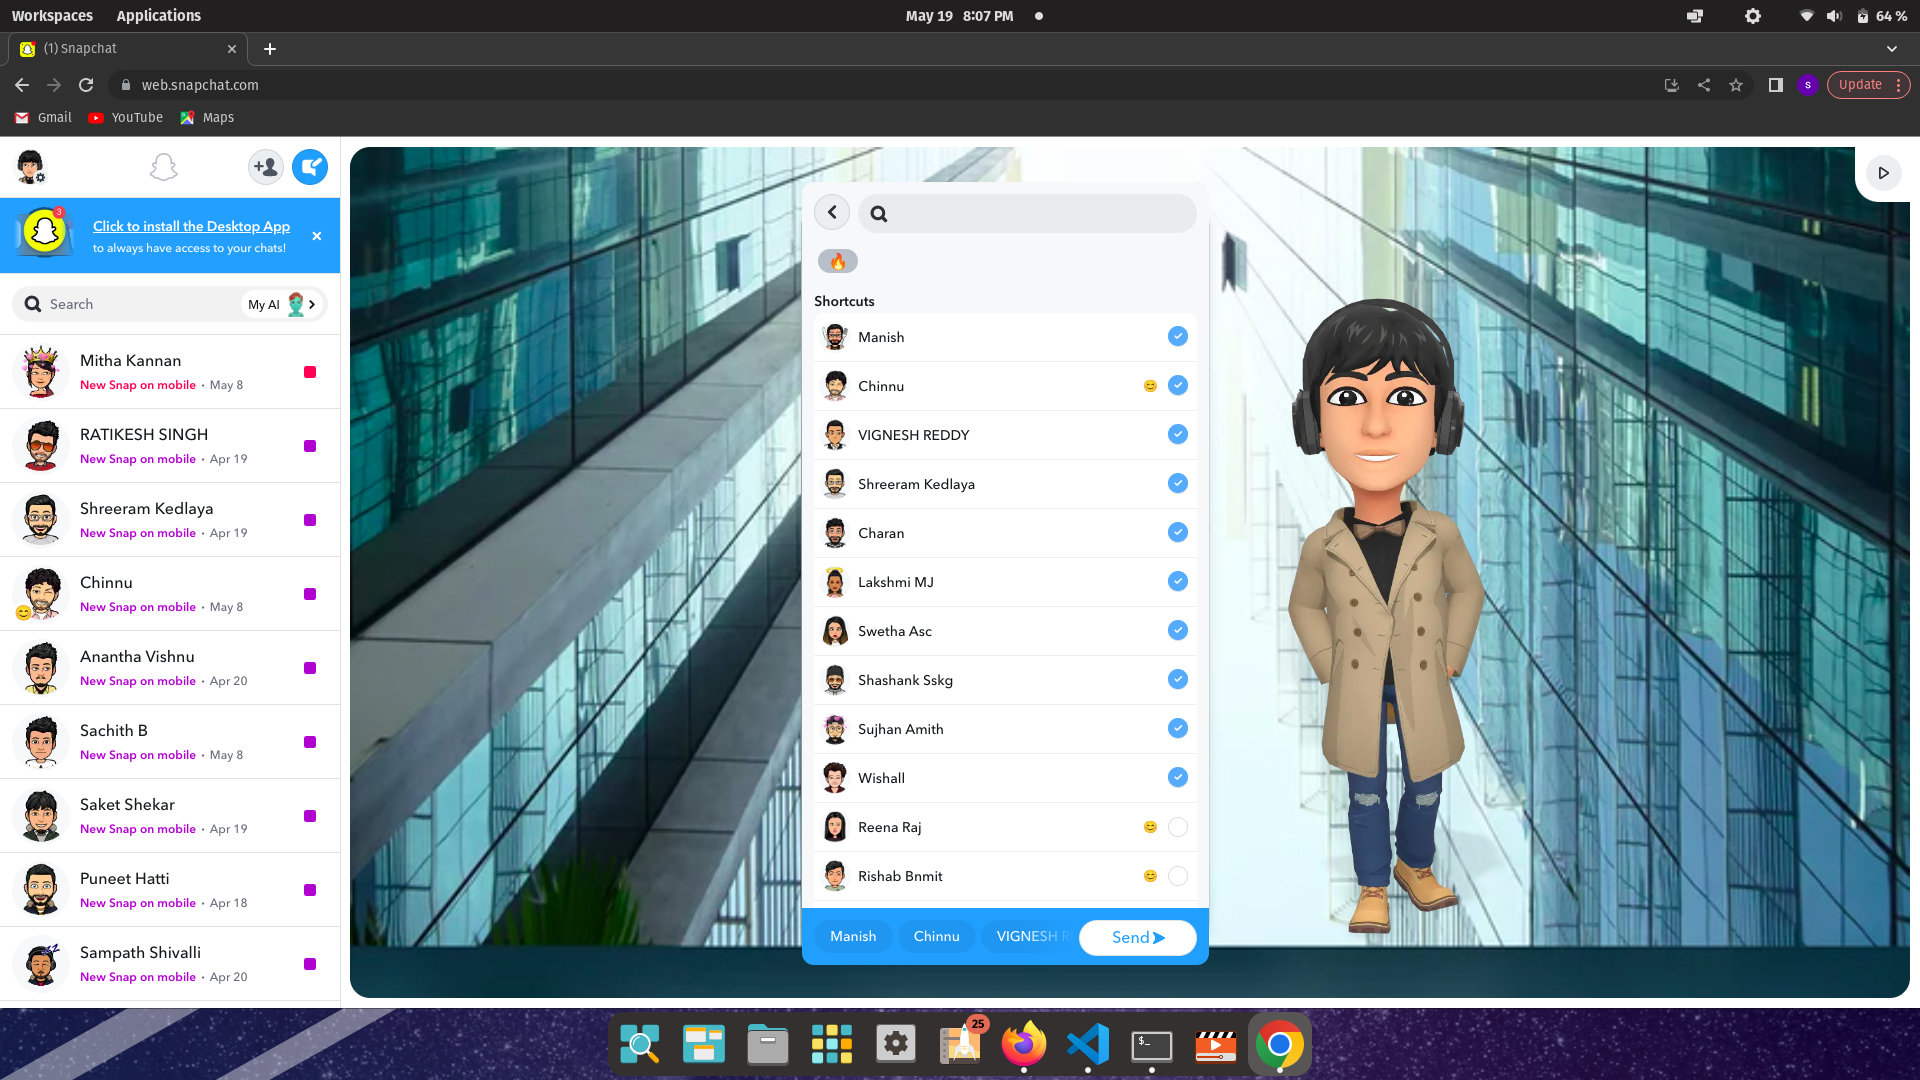 Workspaces Applications May 19 8:07 PM 64 %
(1) Snapchat
web.snapchat.com S Update
Gmail YouTube Maps
3
Click to install the Desktop App
to always have access to your chats!
Search My AI
Mitha Kannan
New Snap on mobile · May 8
RATIKESH SINGH
New Snap on mobile · Apr 19
Shreeram Kedlaya
New Snap on mobile · Apr 19
Chinnu
New Snap on mobile · May 8
Anantha Vishnu
New Snap on mobile · Apr 20
Sachith B
New Snap on mobile · May 8
Saket Shekar
New Snap on mobile · Apr 19
Puneet Hatti
New Snap on mobile · Apr 18
Sampath Shivalli
New Snap on mobile · Apr 20
Shortcuts
Manish
Chinnu
VIGNESH REDDY
Shreeram Kedlaya
Charan
Lakshmi MJ
Swetha Asc
Shashank Sskg
Sujhan Amith
Wishall
Reena Raj
Rishab Bnmit
Manish Chinnu VIGNESH R Send
25
$_